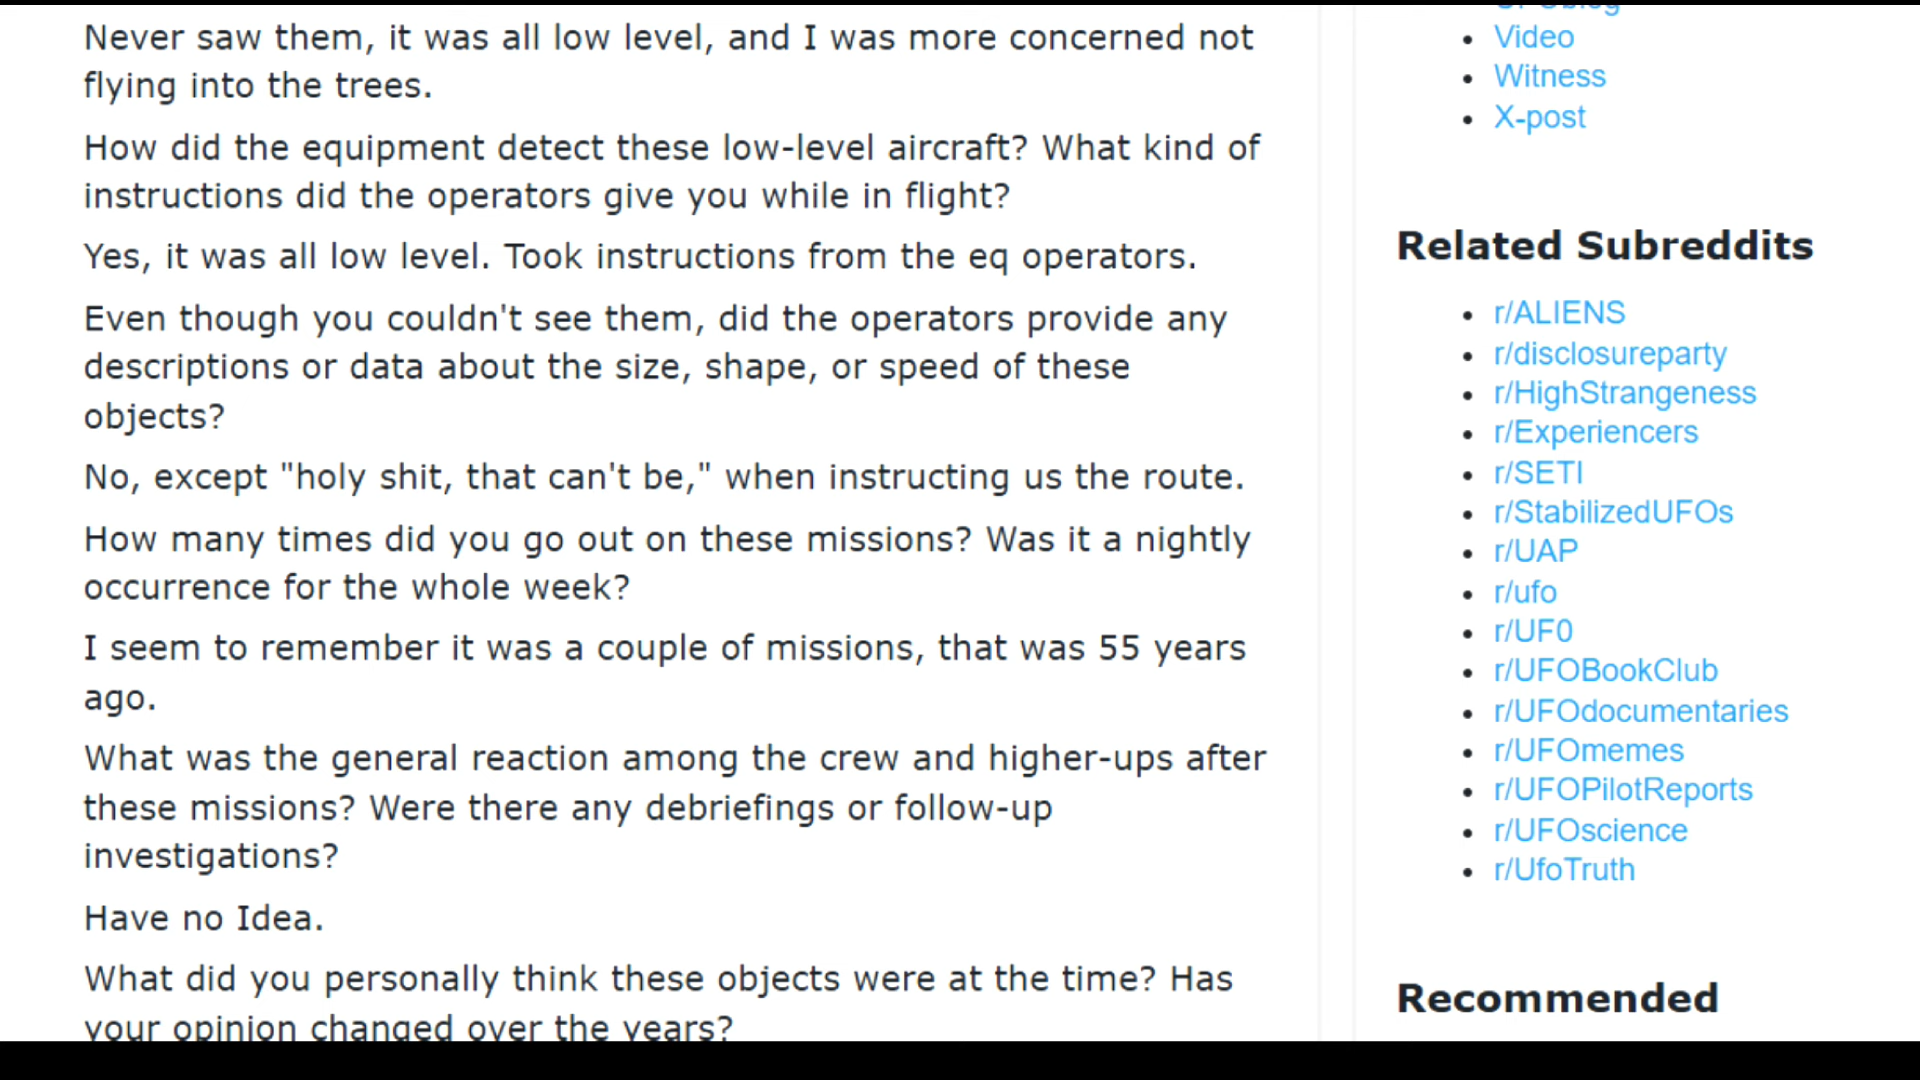 Never saw them, it was all low level, and I was more concerned not
flying into the trees.
How did the equipment detect these low-level aircraft? What kind of
instructions did the operators give you while in flight?
Yes, it was all low level. Took instructions from the eq operators.
Even though you couldn't see them, did the operators provide any
descriptions or data about the size, shape, or speed of these
objects?
No, except "holy shit, that can't be," when instructing us the route.
How many times did you go out on these missions? Was it a nightly
occurrence for the whole week?
I seem to remember it was a couple of missions, that was 55 years
ago.
What was the general reaction among the crew and higher-ups after
these missions? Were there any debriefings or follow-up
investigations?
Have no Idea.
What did you personally think these objects were at the time? Has
your opinion changed over the years?
Video
Witness
X-post
Related Subreddits
r/ALIENS
r/disclosureparty
r/HighStrangeness
r/Experiencers
r/SETI
r/StabilizedUFOs
r/UAP
r/ufo
r/UF0
r/UFOBookClub
r/UFOdocumentaries
r/UFOmemes
r/UFOPilotReports
r/UFOscience
r/UfoTruth
Recommended